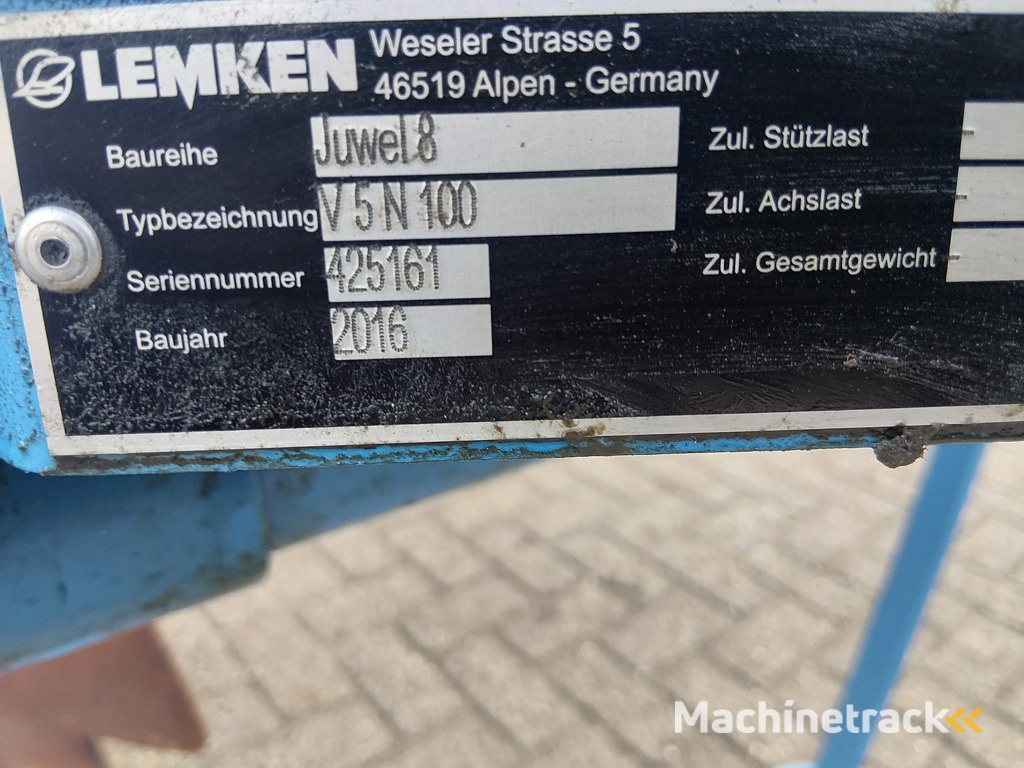 LEMKEN
Weseler Strasse 5
46519 Alpen - Germany
Baureihe Juwel 8
Typbezeichnung V 5 N 100
Seriennummer 425161
Baujahr 2016
Zul. Stützlast -
Zul. Achslast -
Zul. Gesamtgewicht -
Machinetrack